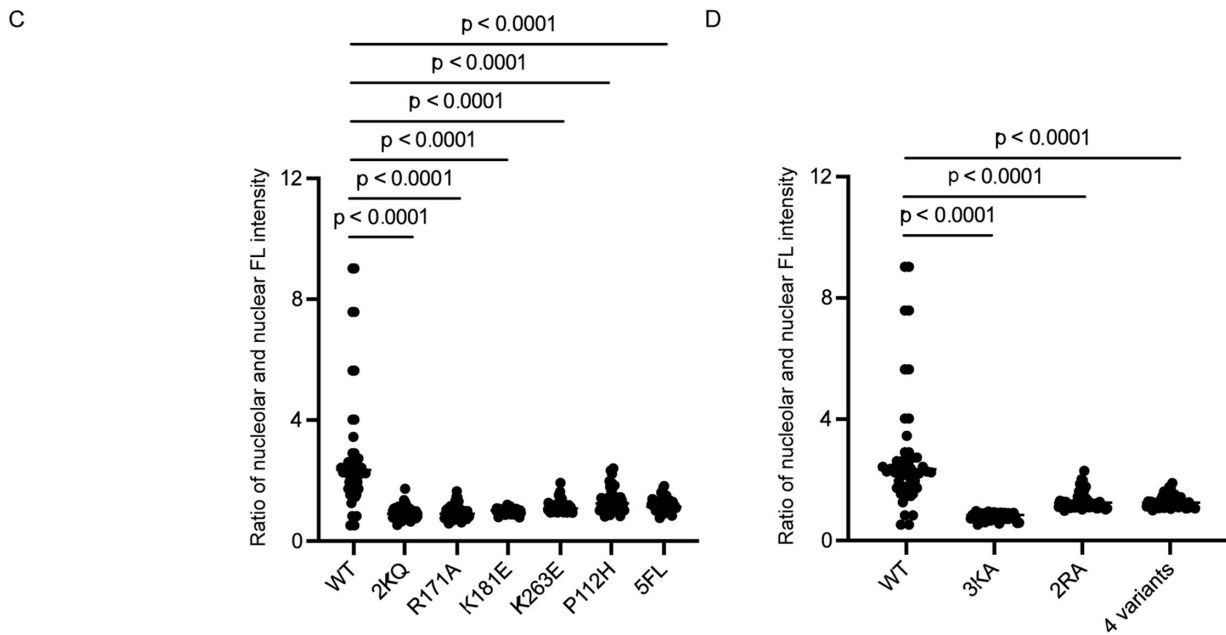 C
p < 0.0001
p < 0.0001
p < 0.0001
p < 0.0001
p < 0.0001
p < 0.0001
Ratio of nucleolar and nuclear FL intensity
12
8
4
0
WT
2KQ
R171A
K181E
K263E
P112H
5FL
D
p < 0.0001
p < 0.0001
p < 0.0001
Ratio of nucleolar and nuclear FL intensity
12
8
4
0
WT
3KA
2RA
4 variants